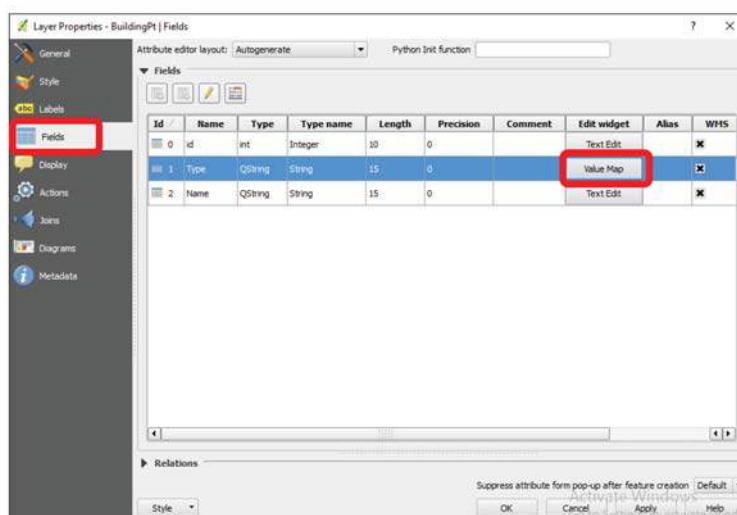 Layer Properties - BuildingPt | Fields
? ×
General
Style
abc Labels
Fields
Display
Actions
Joins
Diagrams
Metadata
Attribute editor layout: Autogenerate Python Init function
Fields
Id Name Type Type name Length Precision Comment Edit widget Alias WMS
0 id int Integer 10 0 Text Edit
1 Type QString String 15 0 Value Map
2 Name QString String 15 0 Text Edit
Relations
Suppress attribute form pop-up after feature creation Default
Activate Windows
Style OK Cancel Apply Help